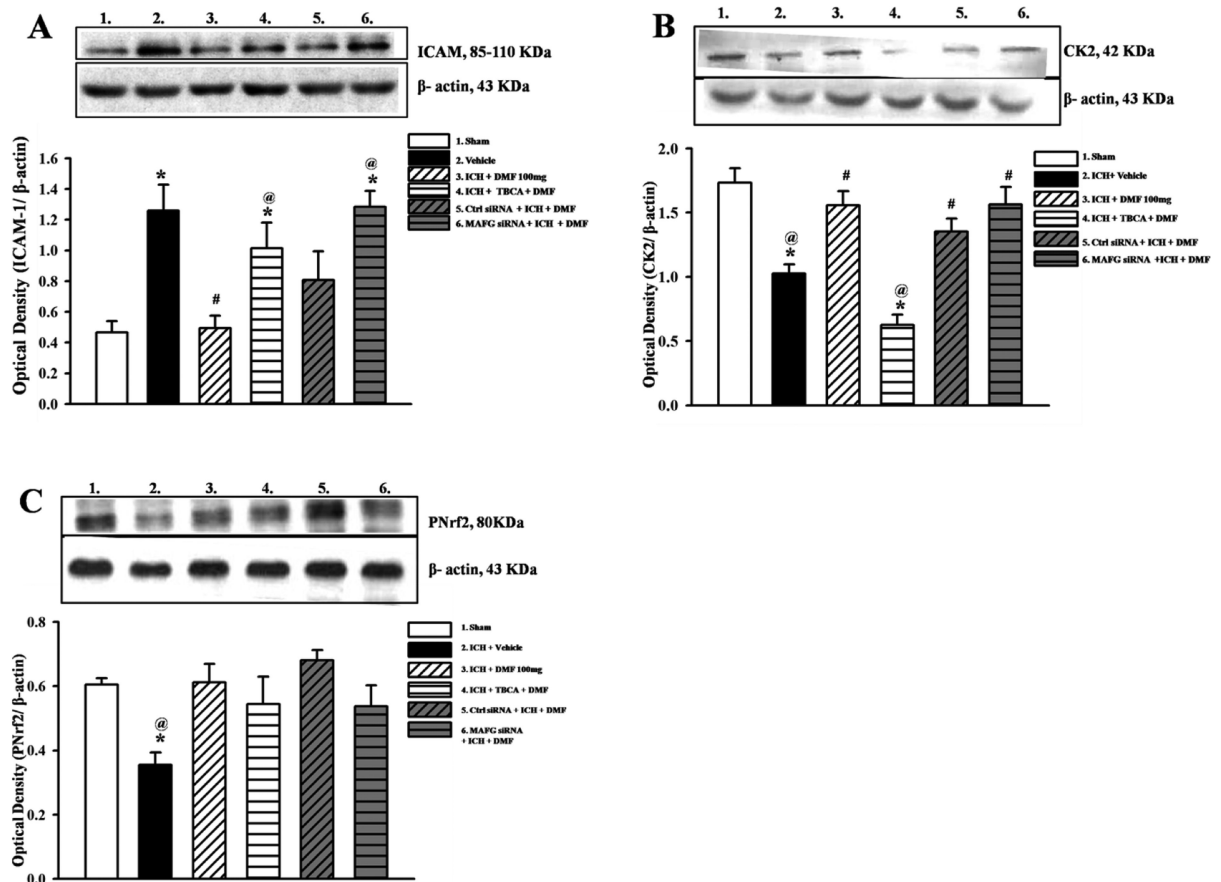 A
1. 2. 3. 4. 5. 6.
ICAM, 85-110 KDa
β- actin, 43 KDa
Optical Density (ICAM-1/ β-actin)
1.6
1.4
1.2
1.0
0.8
0.6
0.4
0.2
0.0
*
#
@
*
@
*
1. Sham
2. Vehicle
3. ICH + DMF 100mg
4. ICH + TBCA + DMF
5. Ctrl siRNA + ICH + DMF
6. MAFG siRNA + ICH + DMF
B
1. 2. 3. 4. 5. 6.
CK2, 42 KDa
β- actin, 43 KDa
Optical Density (CK2/ β-actin)
2.0
1.5
1.0
0.5
0.0
@
*
#
@
*
#
#
1. Sham
2. ICH+ Vehicle
3. ICH + DMF 100mg
4. ICH + TBCA + DMF
5. Ctrl siRNA + ICH + DMF
6. MAFG siRNA +ICH + DMF
C
1. 2. 3. 4. 5. 6.
PNrf2, 80KDa
β- actin, 43 KDa
Optical Density (PNrf2/ β-actin)
0.8
0.6
0.4
0.2
0.0
@
*
1. Sham
2. ICH + Vehicle
3. ICH + DMF 100mg
4. ICH + TBCA + DMF
5. Ctrl siRNA + ICH + DMF
6. MAFG siRNA
+ ICH + DMF